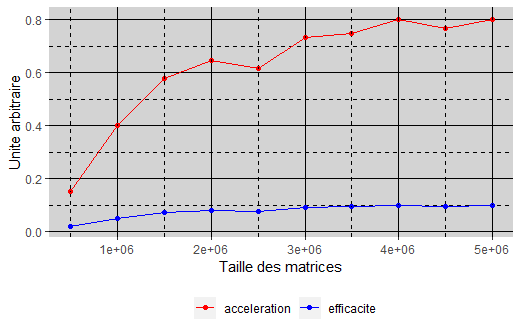 0.8
0.6
0.4
0.2
0.0
Unite arbitraire
1e+06 2e+06 3e+06 4e+06 5e+06
Taille des matrices
acceleration efficacite